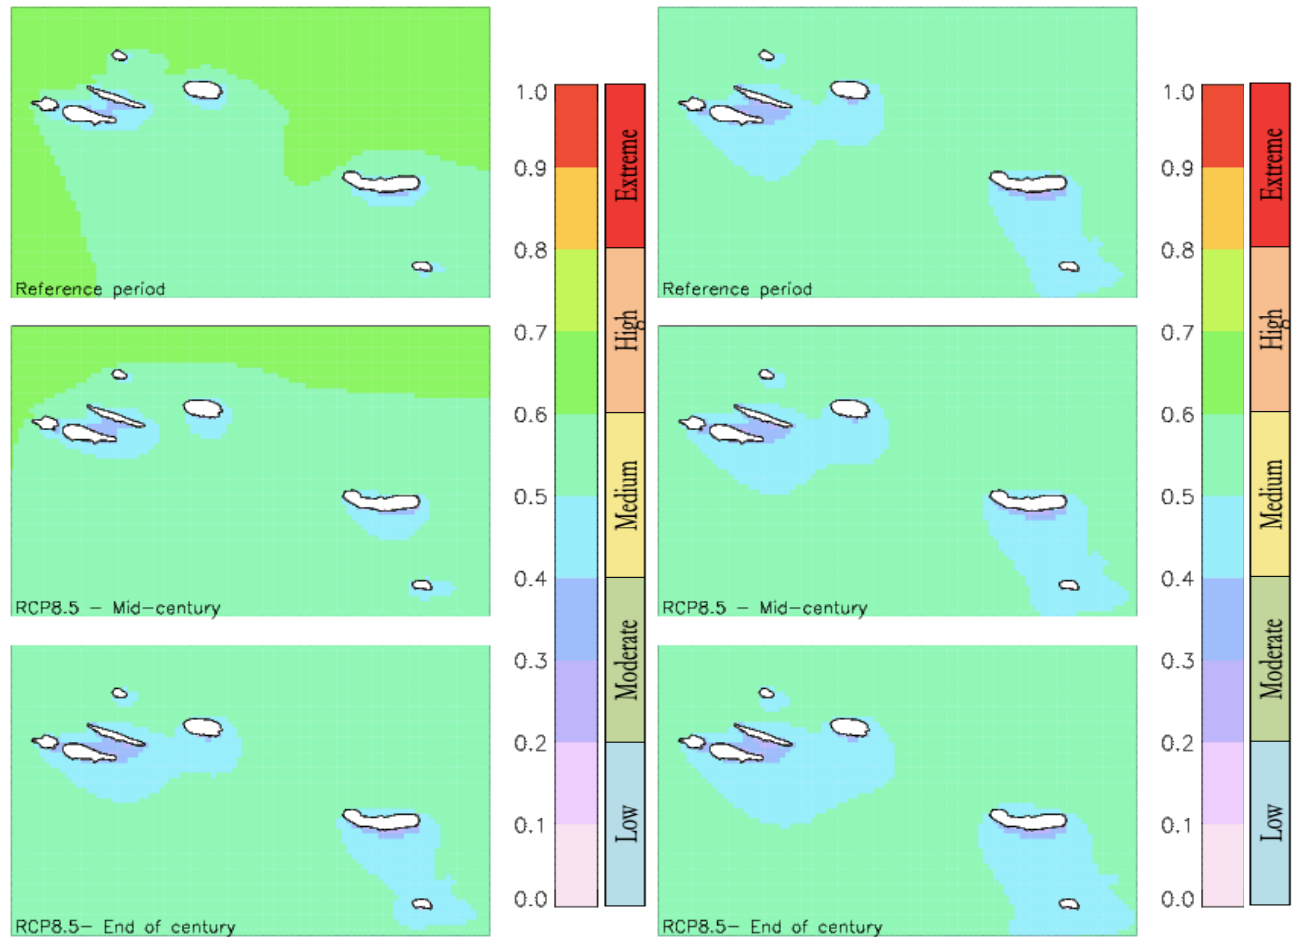 Reference period
RCP8.5 - Mid-century
RCP8.5- End of century
1.0
0.9
0.8
0.7
0.6
0.5
0.4
0.3
0.2
0.1
0.0
Extreme
High
Medium
Moderate
Low
Reference period
RCP8.5 - Mid-century
RCP8.5- End of century
1.0
0.9
0.8
0.7
0.6
0.5
0.4
0.3
0.2
0.1
0.0
Extreme
High
Medium
Moderate
Low